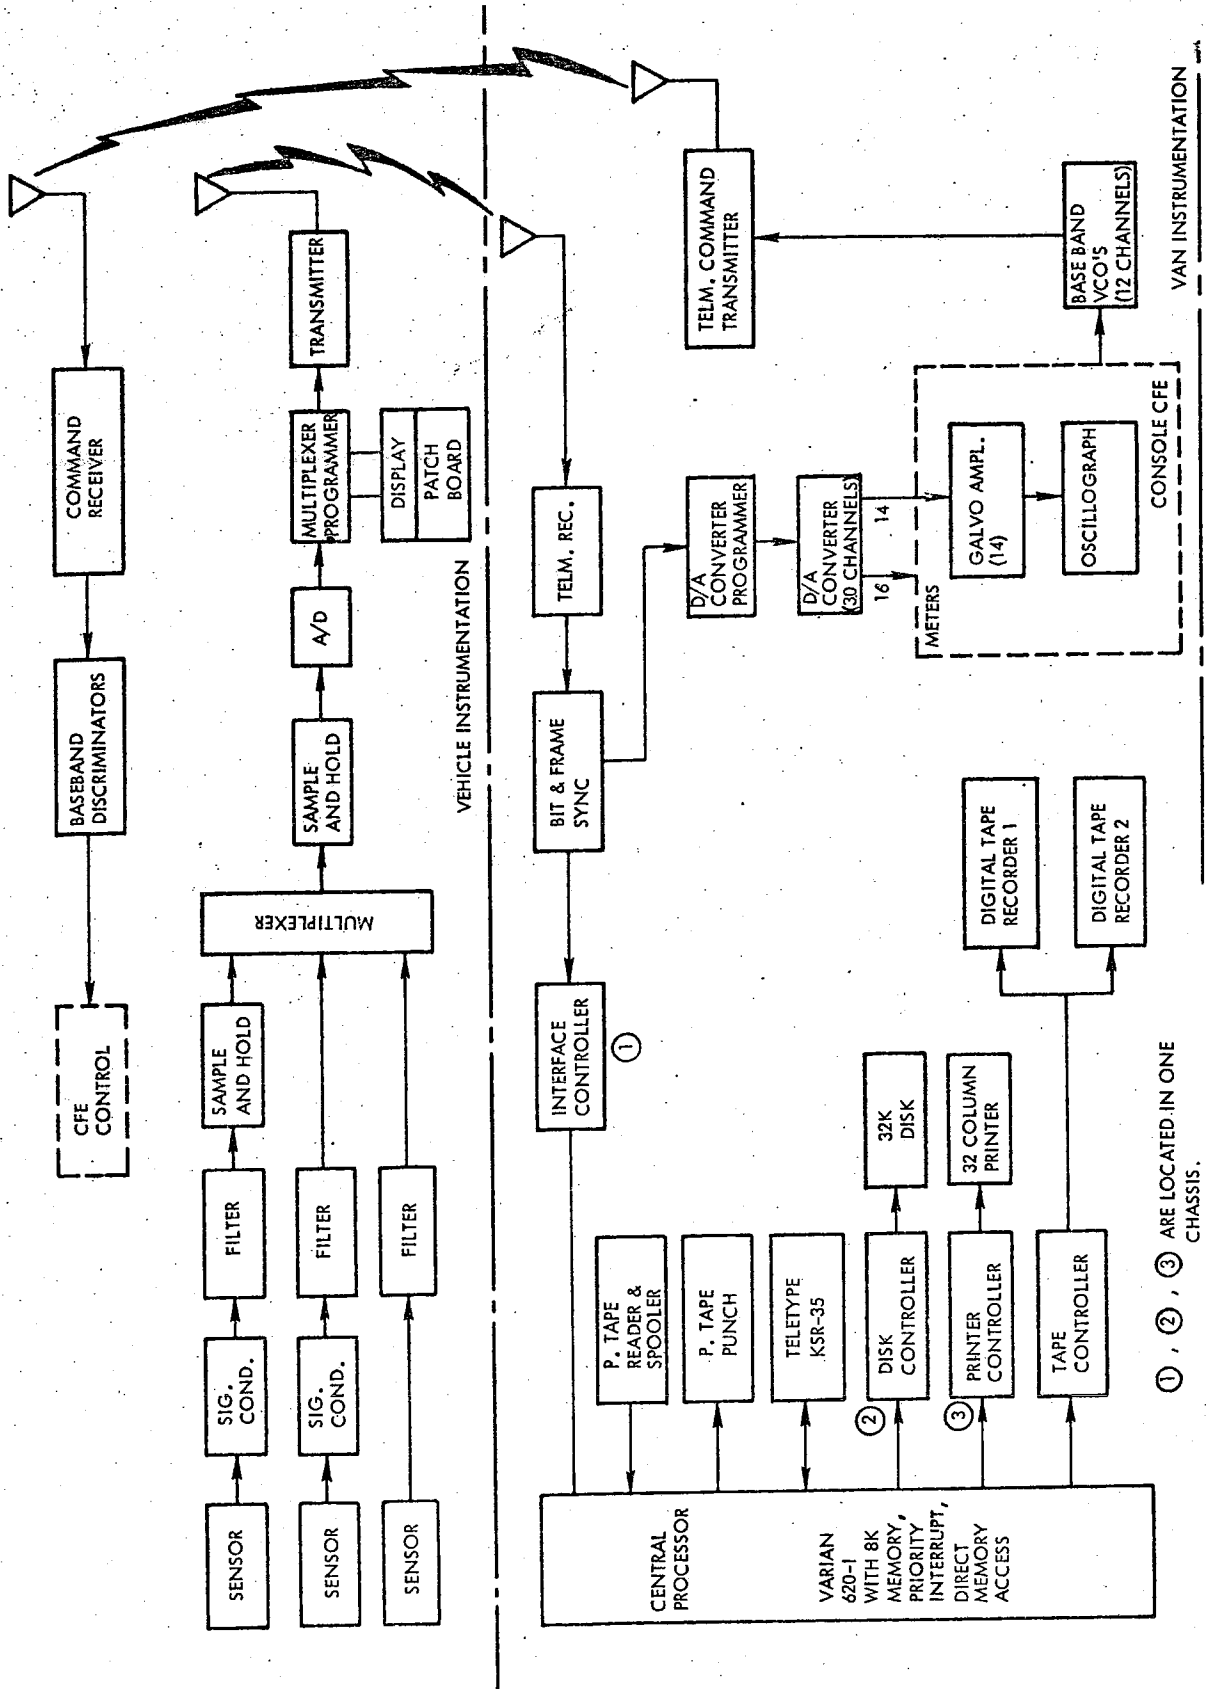 CFE
CONTROL
BASEBAND
DISCRIMINATORS
COMMAND
RECEIVER
SENSOR
SIG.
COND.
FILTER
SAMPLE
AND HOLD
SENSOR
SIG.
COND.
FILTER
SENSOR
FILTER
MULTIPLEXER
SAMPLE
AND HOLD
A/D
MULTIPLEXER
PROGRAMMER
DISPLAY
PATCH
BOARD
TRANSMITTER
VEHICLE INSTRUMENTATION
CENTRAL
PROCESSOR
VARIAN
620-I
WITH 8K
MEMORY,
PRIORITY
INTERRUPT,
DIRECT
MEMORY
ACCESS
INTERFACE
CONTROLLER
1
BIT & FRAME
SYNC
TELM. REC.
P. TAPE
READER &
SPOOLER
P. TAPE
PUNCH
TELETYPE
KSR-35
2
DISK
CONTROLLER
32K
DISK
3
PRINTER
CONTROLLER
32 COLUMN
PRINTER
TAPE
CONTROLLER
DIGITAL TAPE
RECORDER 1
DIGITAL TAPE
RECORDER 2
D/A
CONVERTER
PROGRAMMER
D/A
CONVERTER
(30 CHANNELS)
16
14
METERS
GALVO AMPL.
(14)
OSCILLOGRAPH
CONSOLE CFE
TELM. COMMAND
TRANSMITTER
BASE BAND
VCO'S
(12 CHANNELS)
VAN INSTRUMENTATION
1 , 2 , 3 ARE LOCATED IN ONE
CHASSIS.